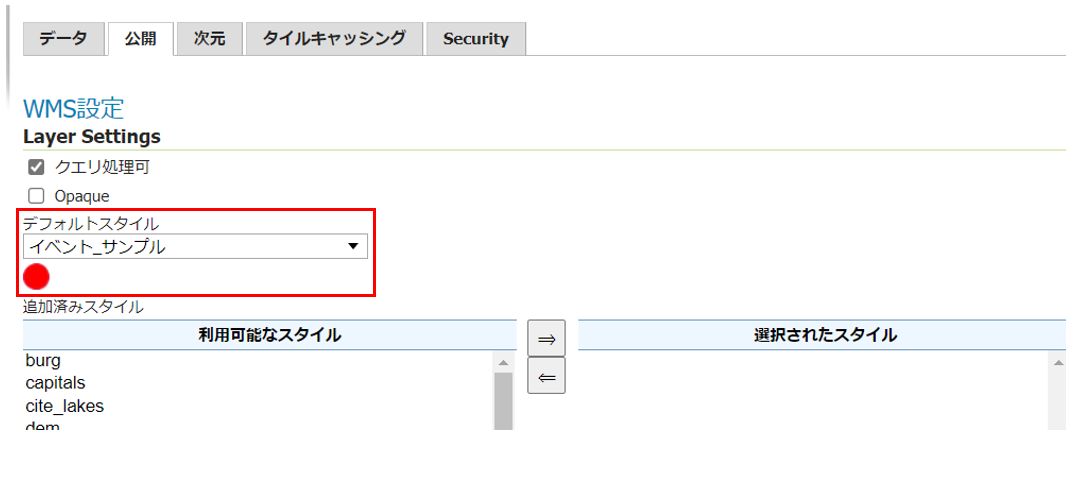 データ 公開 次元 タイルキャッシング Security
WMS設定
Layer Settings
クエリ処理可
Opaque
デフォルトスタイル
イベント_サンプル
追加済みスタイル
利用可能なスタイル ⇒ 選択されたスタイル
burg
capitals ⇐
cite_lakes
dem